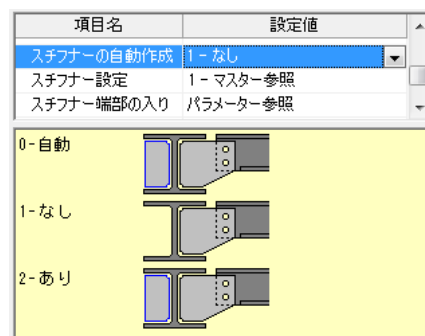 項目名 設定値
スチフナーの自動作成 1-なし
スチフナー設定 1-マスター参照
スチフナー端部の入り パラメーター参照
0-自動
1-なし
2-あり